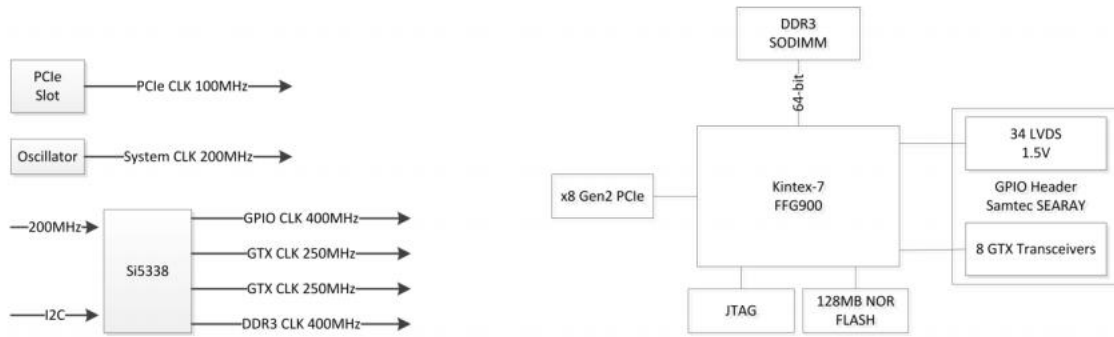 PCIe
Slot
PCIe CLK 100MHz
Oscillator
System CLK 200MHz
200MHz
I2C
Si5338
GPIO CLK 400MHz
GTX CLK 250MHz
GTX CLK 250MHz
DDR3 CLK 400MHz
DDR3
SODIMM
64-bit
x8 Gen2 PCIe
Kintex-7
FFG900
34 LVDS
1.5V
GPIO Header
Samtec SEARAY
8 GTX Transceivers
JTAG
128MB NOR
FLASH